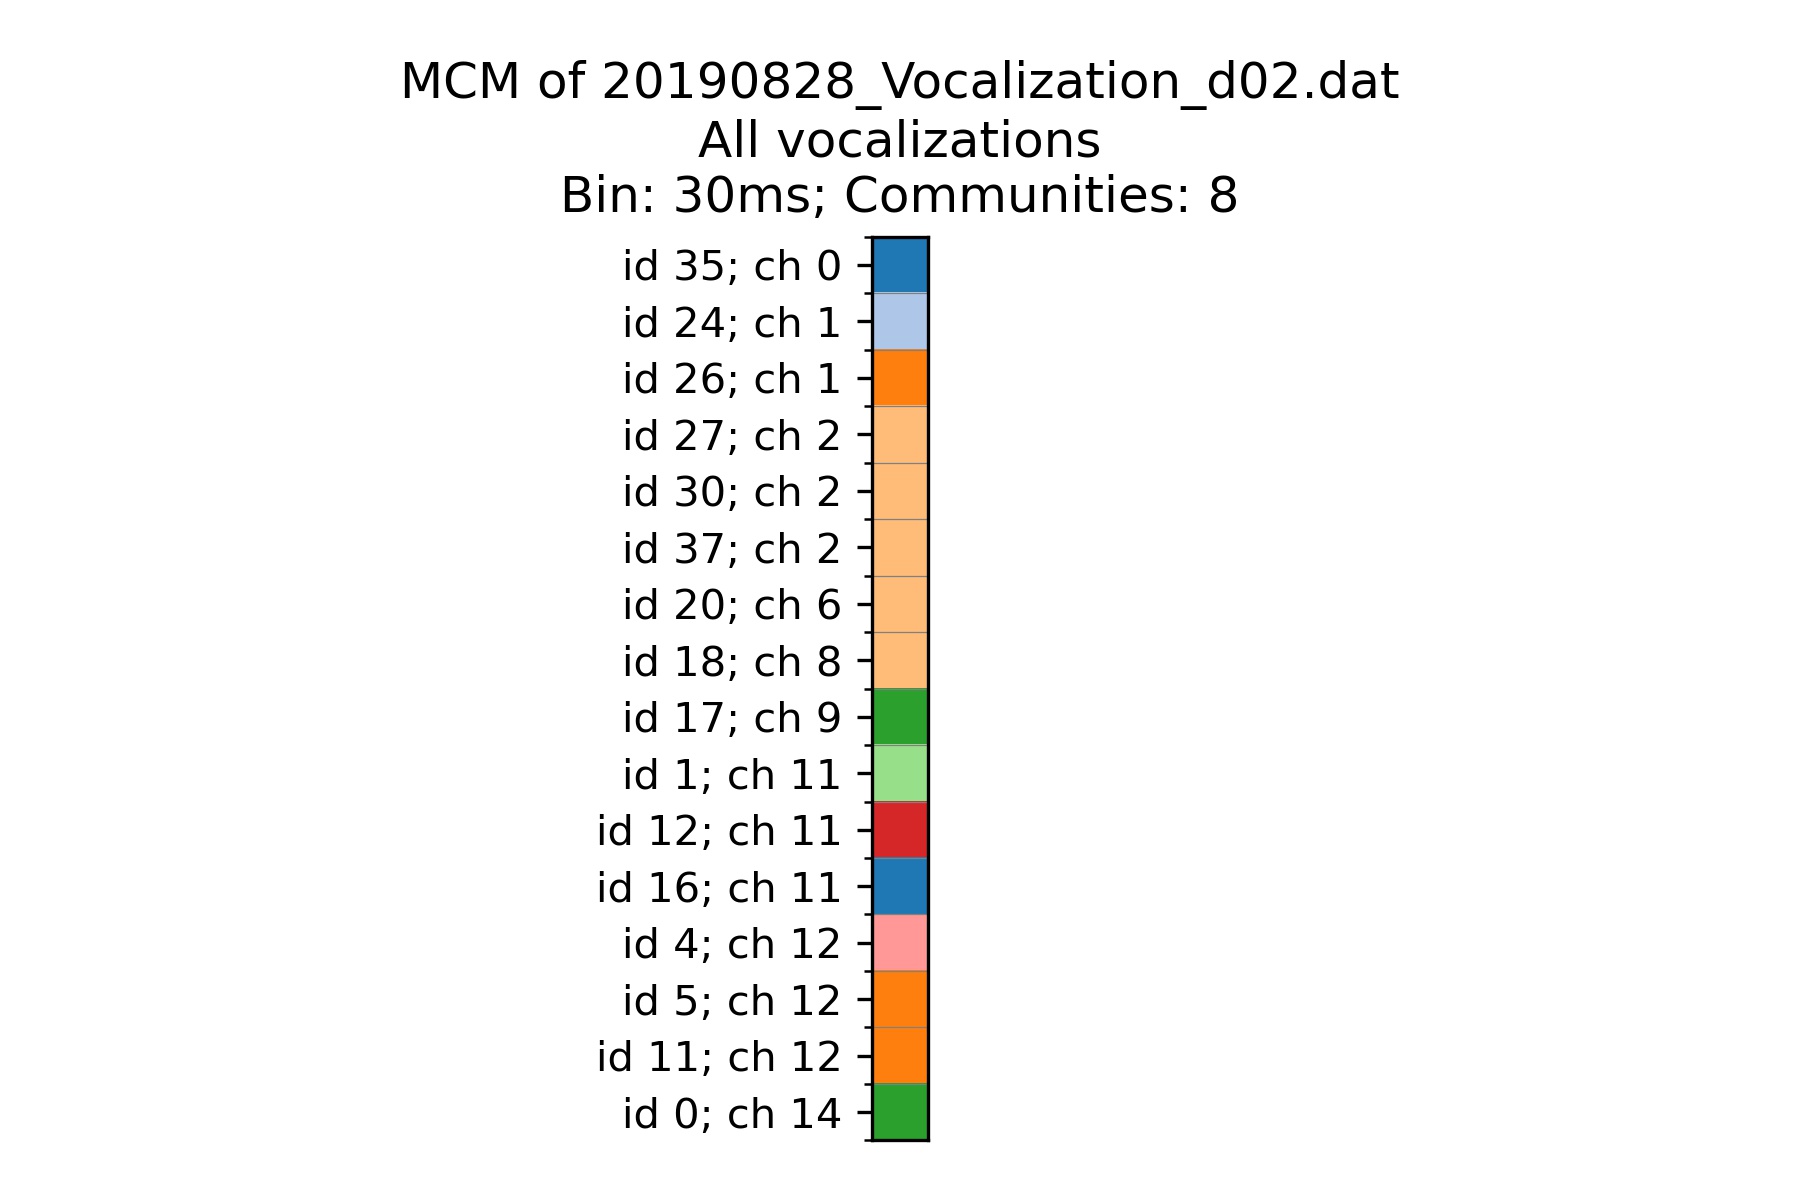 MCM of 20190828_Vocalization_d02.dat
All vocalizations
Bin: 30ms; Communities: 8
id 35; ch 0
id 24; ch 1
id 26; ch 1
id 27; ch 2
id 30; ch 2
id 37; ch 2
id 20; ch 6
id 18; ch 8
id 17; ch 9
id 1; ch 11
id 12; ch 11
id 16; ch 11
id 4; ch 12
id 5; ch 12
id 11; ch 12
id 0; ch 14